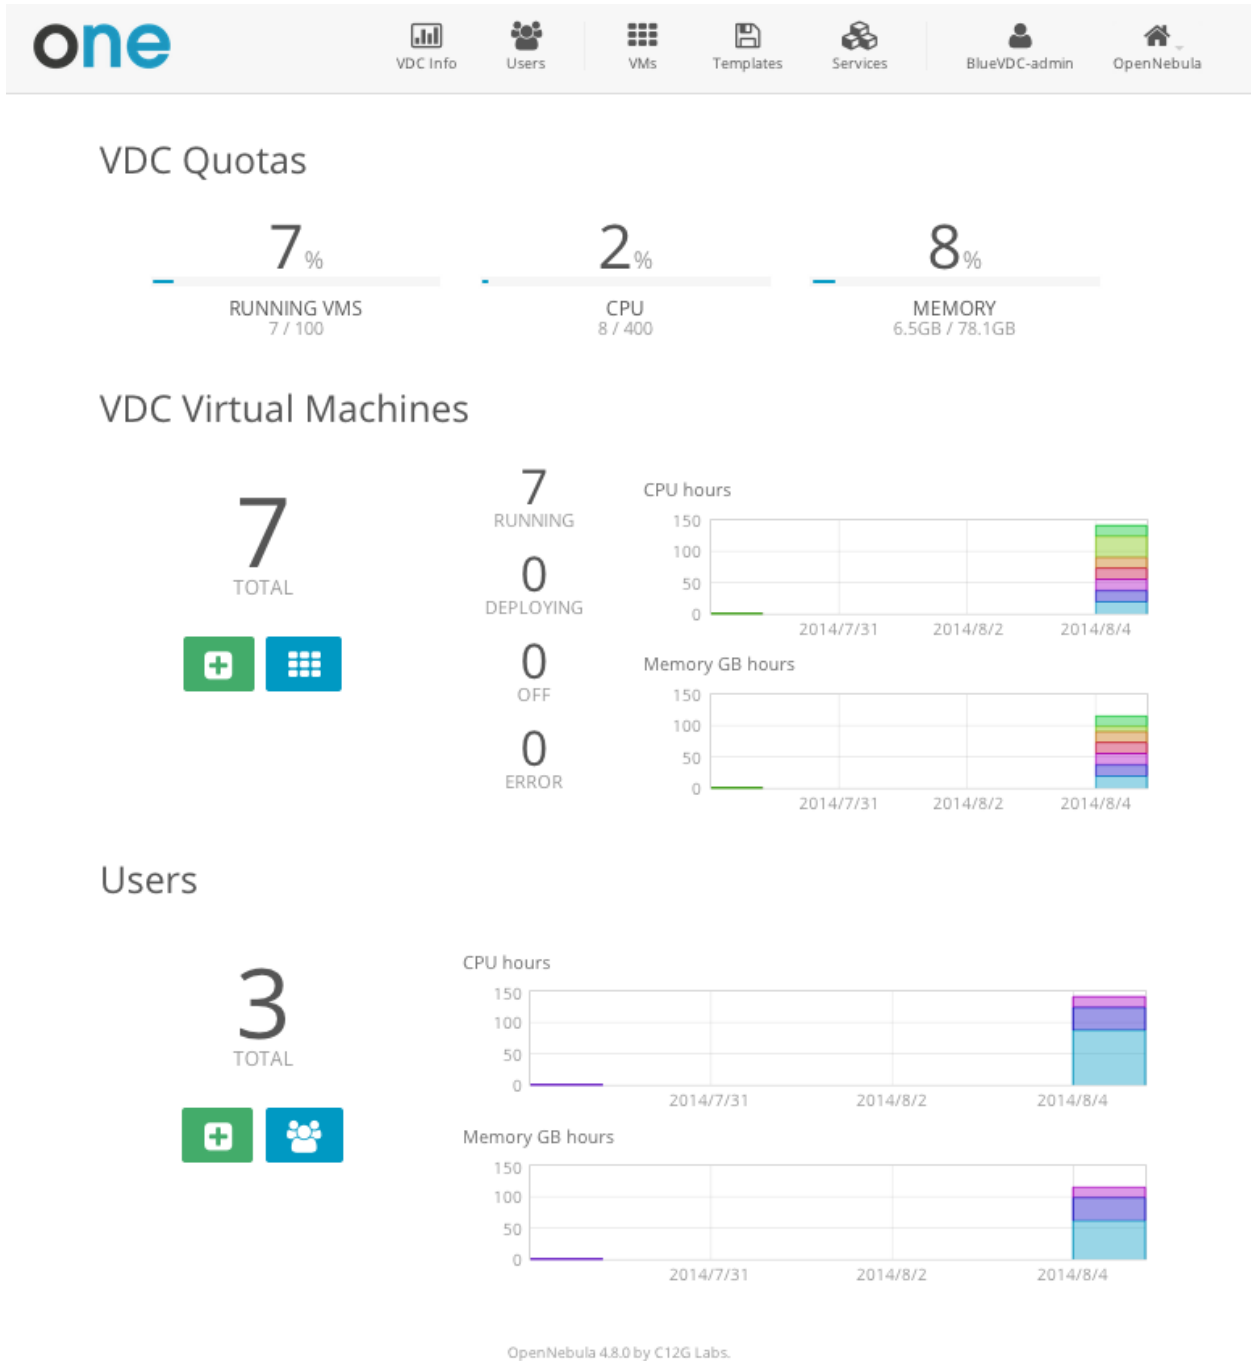 one
VDC Info Users VMs Templates Services BlueVDC-admin OpenNebula
VDC Quotas
7% 2% 8%
RUNNING VMS CPU MEMORY
7 / 100 8 / 400 6.5GB / 78.1GB
VDC Virtual Machines
7
TOTAL
7
RUNNING
0
DEPLOYING
0
OFF
0
ERROR
CPU hours
150
100
50
0
2014/7/31 2014/8/2 2014/8/4
Memory GB hours
150
100
50
0
2014/7/31 2014/8/2 2014/8/4
Users
3
TOTAL
CPU hours
150
100
50
0
2014/7/31 2014/8/2 2014/8/4
Memory GB hours
150
100
50
0
2014/7/31 2014/8/2 2014/8/4
OpenNebula 4.8.0 by C12G Labs.